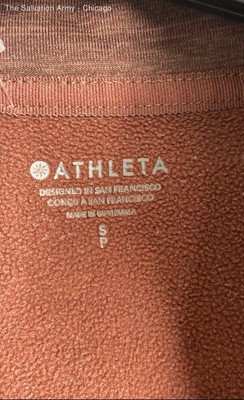 The Salvation Army - Chicago
ATHLETA
DESIGNED IN SAN FRANCISCO
CONÇU À SAN FRANCISCO
MADE IN GUATEMALA
S
P